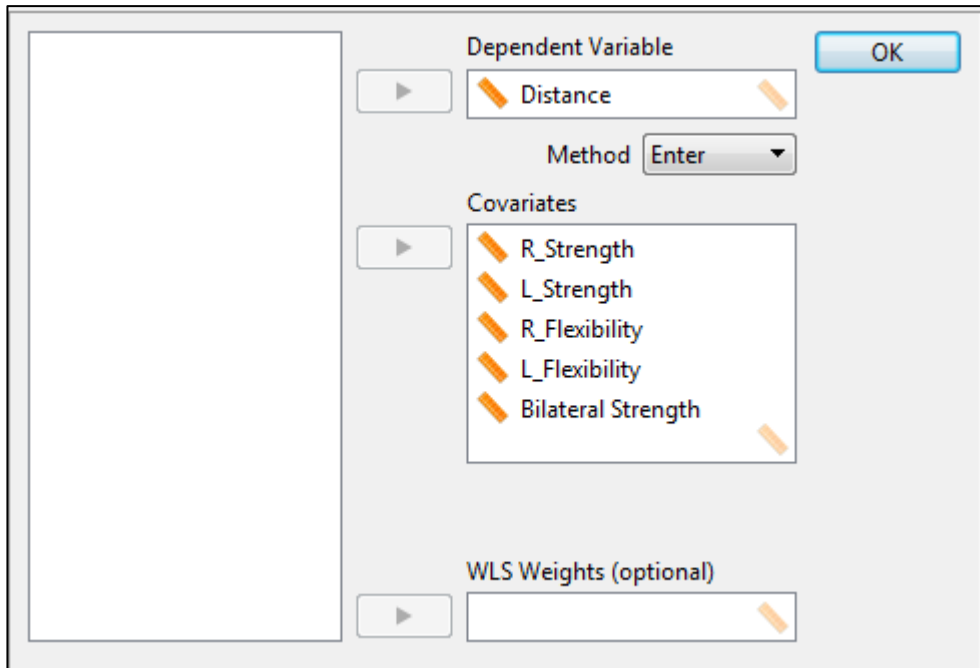 Dependent Variable
OK
Distance
Method Enter
Covariates
R_Strength
L_Strength
R_Flexibility
L_Flexibility
Bilateral Strength
WLS Weights (optional)